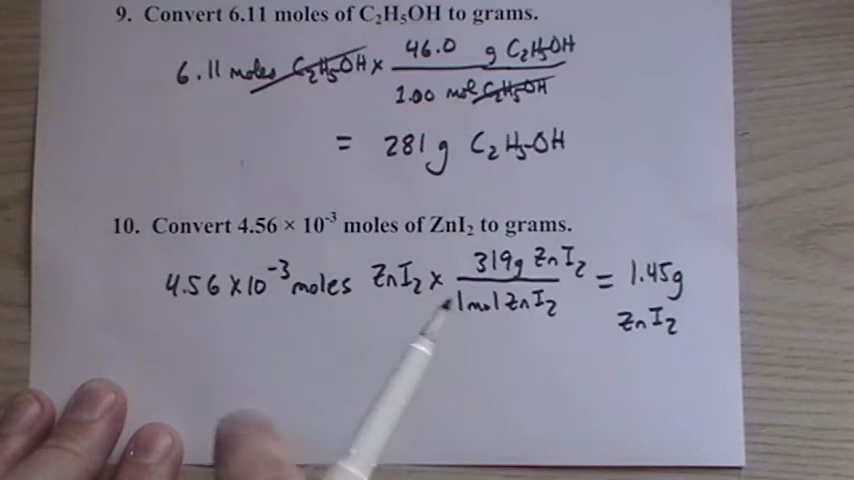 9. Convert 6.11 moles of C₂H₅OH to grams.
6.11 moles C₂H₅OH × 46.0 g C₂H₅OH
1.00 mol C₂H₅OH
= 281g C₂H₅OH
10. Convert 4.56 × 10⁻³ moles of ZnI₂ to grams.
4.56 × 10⁻³ moles ZnI₂ × 319g ZnI₂ = 1.45g
1mol ZnI₂ ZnI₂